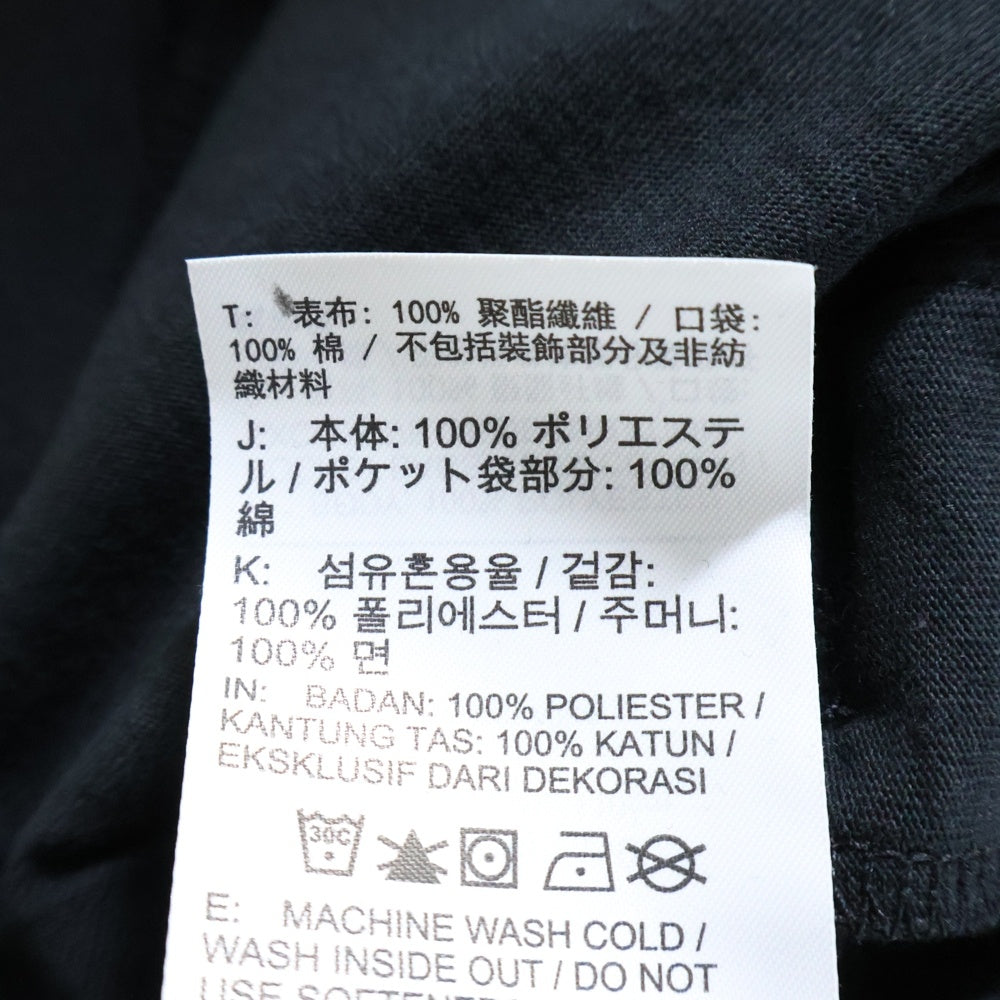 T: 表布: 100% 聚酯纖維 / 口袋:
100% 棉 / 不包括裝飾部分及非紡
織材料
J: 本体: 100% ポリエステ
ル / ポケット袋部分: 100%
綿
K: 섬유혼용율 / 겉감:
100% 폴리에스터 / 주머니:
100% 면
IN: BADAN: 100% POLIESTER /
KANTUNG TAS: 100% KATUN /
EKSKLUSIF DARI DEKORASI
30C
E: MACHINE WASH COLD /
WASH INSIDE OUT / DO NOT
USE SOFTENERS